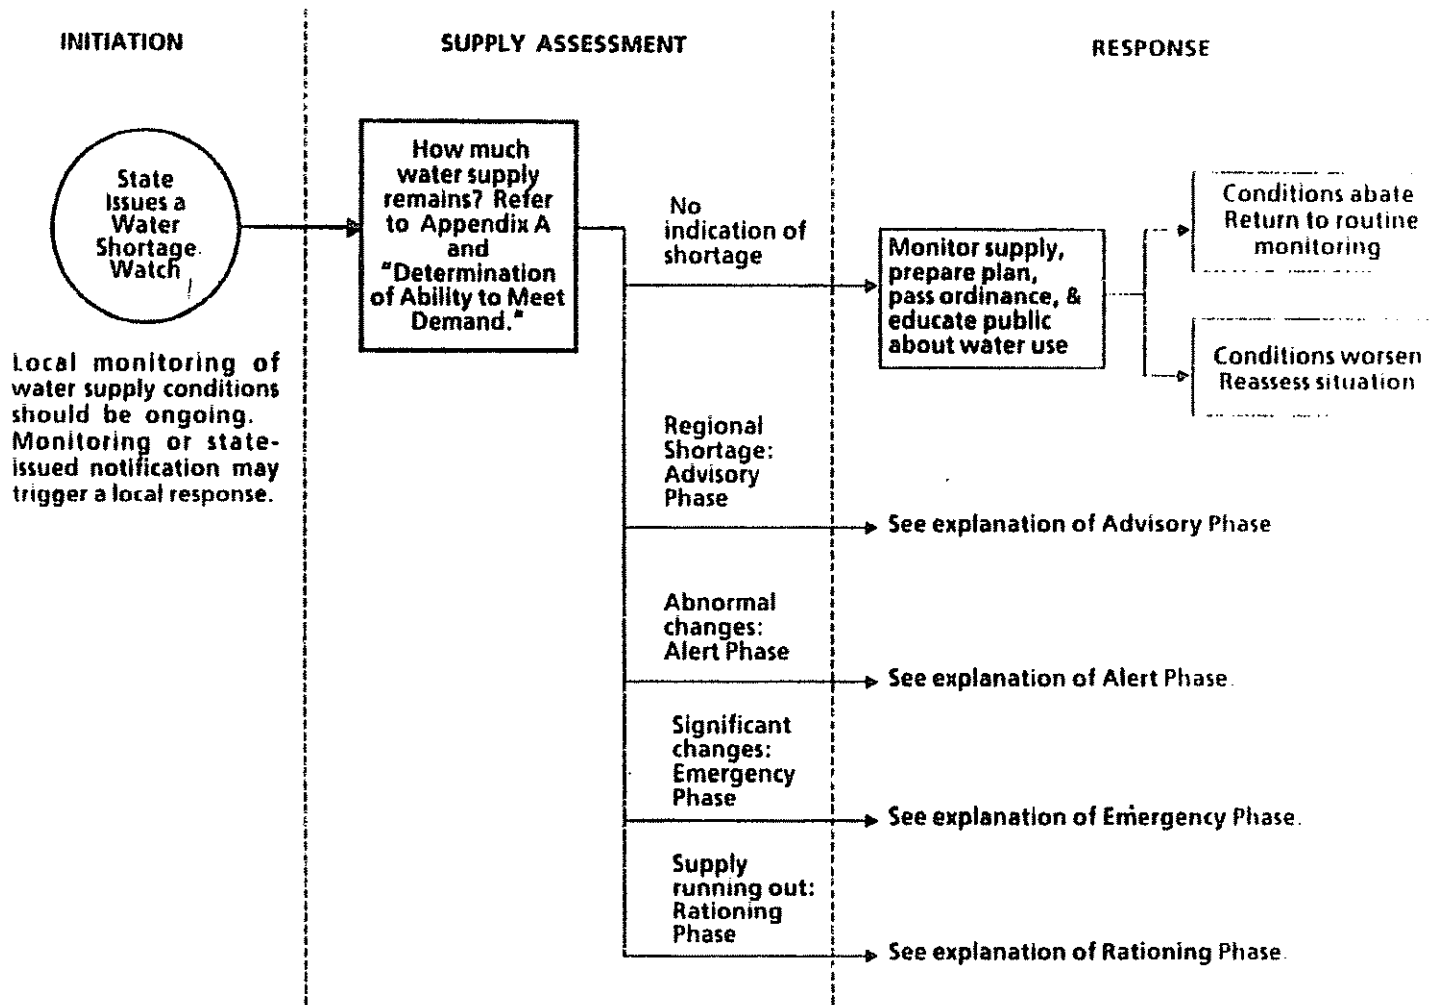 INITIATION
SUPPLY ASSESSMENT
RESPONSE
State
Issues a
Water
Shortage
Watch
Local monitoring of
water supply conditions
should be ongoing.
Monitoring or state-
issued notification may
trigger a local response.
How much
water supply
remains? Refer
to Appendix A
and
"Determination
of Ability to Meet
Demand."
No
indication of
shortage
Monitor supply,
prepare plan,
pass ordinance, &
educate public
about water use
Conditions abate
Return to routine
monitoring
Conditions worsen
Reassess situation
Regional
Shortage:
Advisory
Phase
See explanation of Advisory Phase
Abnormal
changes:
Alert Phase
See explanation of Alert Phase.
Significant
changes:
Emergency
Phase
See explanation of Emergency Phase.
Supply
running out:
Rationing
Phase
See explanation of Rationing Phase.